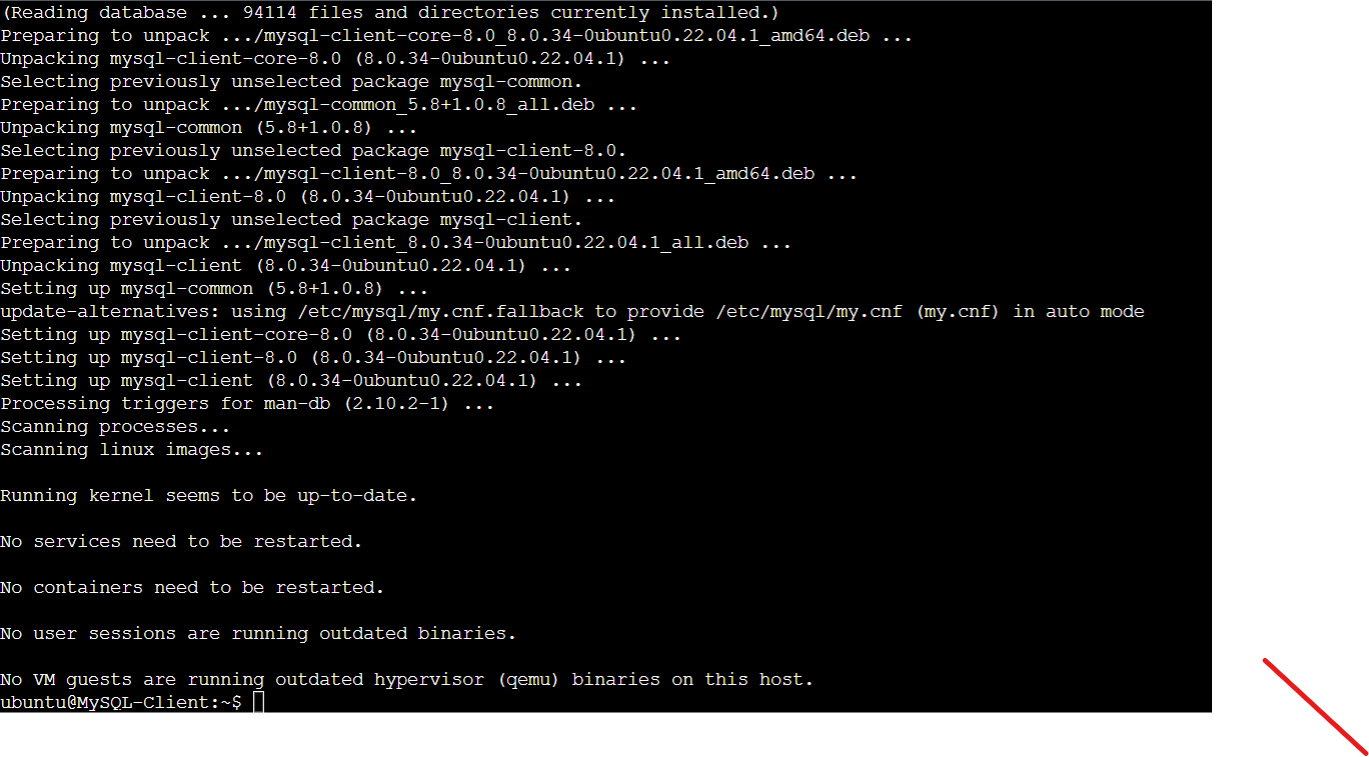 (Reading database ... 94114 files and directories currently installed.)
Preparing to unpack .../mysql-client-core-8.0_8.0.34-0ubuntu0.22.04.1_amd64.deb ...
Unpacking mysql-client-core-8.0 (8.0.34-0ubuntu0.22.04.1) ...
Selecting previously unselected package mysql-common.
Preparing to unpack .../mysql-common_5.8+1.0.8_all.deb ...
Unpacking mysql-common (5.8+1.0.8) ...
Selecting previously unselected package mysql-client-8.0.
Preparing to unpack .../mysql-client-8.0_8.0.34-0ubuntu0.22.04.1_amd64.deb ...
Unpacking mysql-client-8.0 (8.0.34-0ubuntu0.22.04.1) ...
Selecting previously unselected package mysql-client.
Preparing to unpack .../mysql-client_8.0.34-0ubuntu0.22.04.1_all.deb ...
Unpacking mysql-client (8.0.34-0ubuntu0.22.04.1) ...
Setting up mysql-common (5.8+1.0.8) ...
update-alternatives: using /etc/mysql/my.cnf.fallback to provide /etc/mysql/my.cnf (my.cnf) in auto mode
Setting up mysql-client-core-8.0 (8.0.34-0ubuntu0.22.04.1) ...
Setting up mysql-client-8.0 (8.0.34-0ubuntu0.22.04.1) ...
Setting up mysql-client (8.0.34-0ubuntu0.22.04.1) ...
Processing triggers for man-db (2.10.2-1) ...
Scanning processes...
Scanning linux images...
Running kernel seems to be up-to-date.
No services need to be restarted.
No containers need to be restarted.
No user sessions are running outdated binaries.
No VM guests are running outdated hypervisor (qemu) binaries on this host.
ubuntu@MySQL-Client:~$